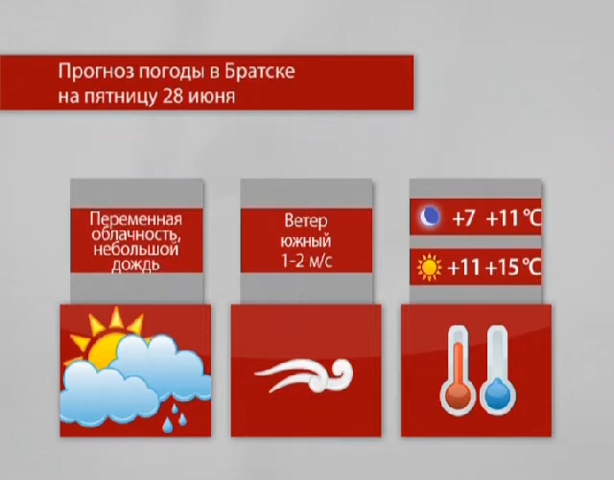 Прогноз погоды в Братске
на пятницу 28 июня
Переменная
облачность,
небольшой
дождь
Ветер
южный
1-2 м/с
+7 +11°C
+11 +15°C